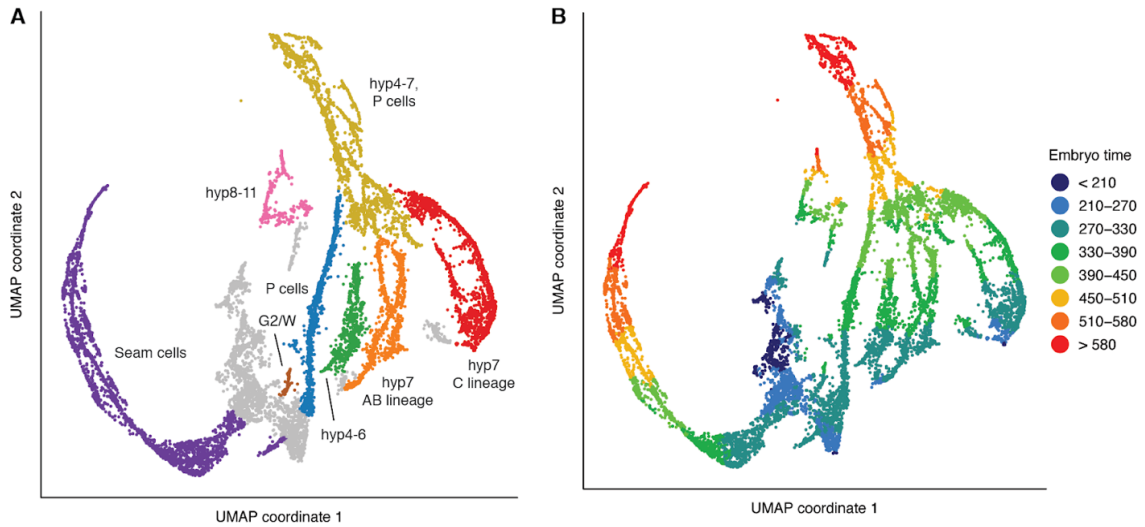 A
hyp4-7,
P cells
hyp8-11
P cells
G2/W
Seam cells
hyp7
C lineage
hyp7
AB lineage
hyp4-6
UMAP coordinate 2
UMAP coordinate 1
B
Embryo time
< 210
210–270
270–330
330–390
390–450
450–510
510–580
> 580
UMAP coordinate 2
UMAP coordinate 1